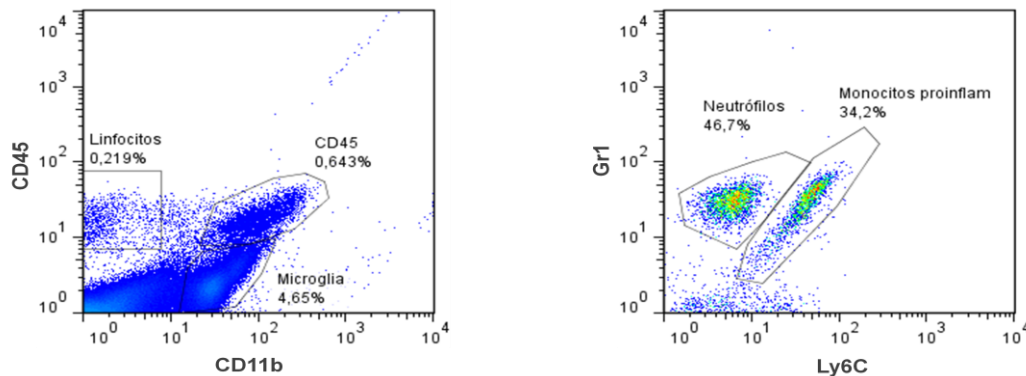 CD45
10^4
10^3
10^2
10^1
10^0
Linfocitos
0,219%
CD45
0,643%
Microglia
4,65%
10^0 10^1 10^2 10^3 10^4
CD11b
Gr1
10^4
10^3
10^2
10^1
10^0
Neutrófilos
46,7%
Monocitos proinflam
34,2%
10^0 10^1 10^2 10^3 10^4
Ly6C